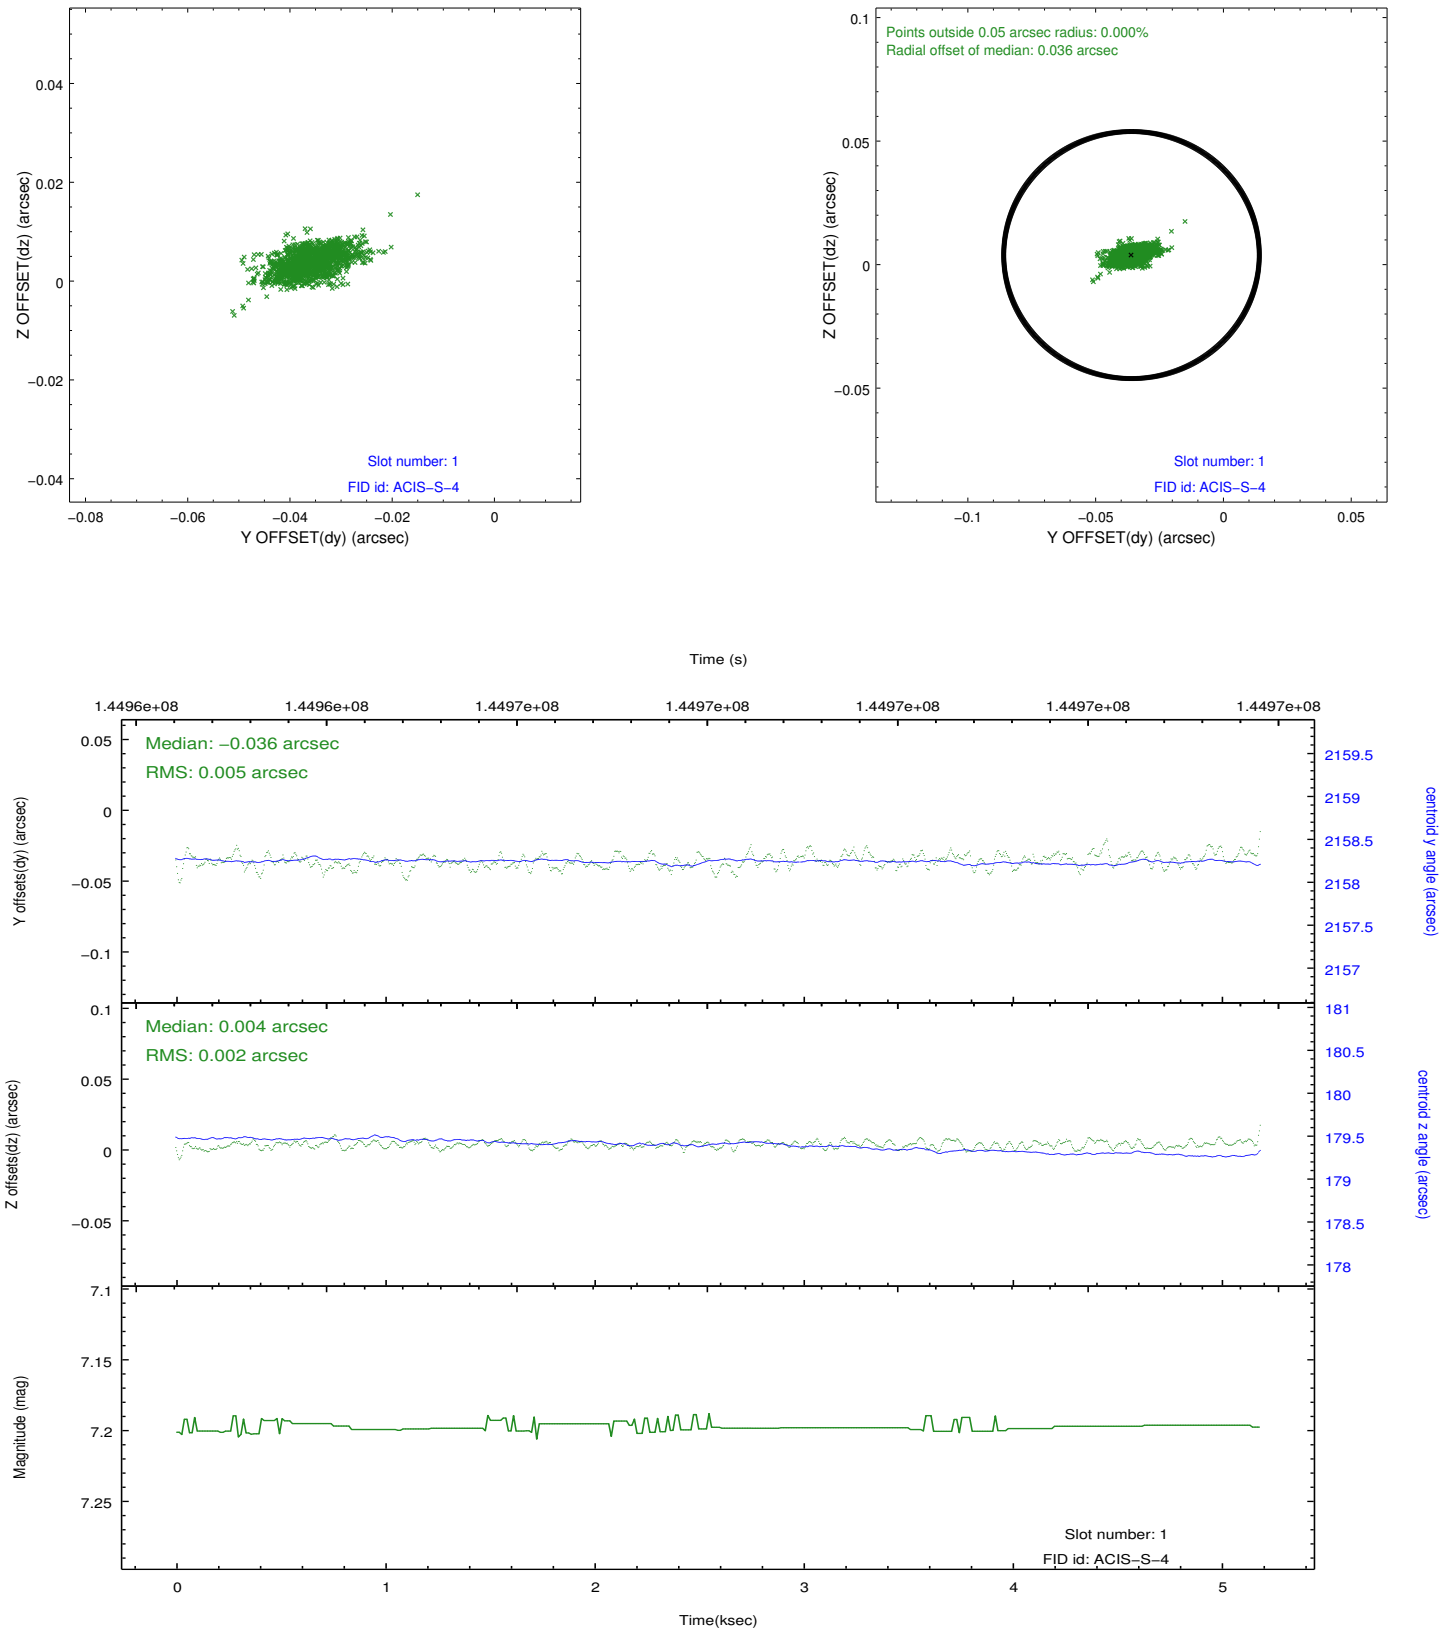 0.04
0.02
0
−0.02
−0.04
Z OFFSET(dz) (arcsec)
Slot number: 1
FID id: ACIS−S−4
−0.08
−0.06
−0.04
−0.02
0
Y OFFSET(dy) (arcsec)
0.1
0.05
0
−0.05
Z OFFSET(dz) (arcsec)
Points outside 0.05 arcsec radius: 0.000%
Radial offset of median: 0.036 arcsec
Slot number: 1
FID id: ACIS−S−4
−0.1
−0.05
0
0.05
Y OFFSET(dy) (arcsec)
Time (s)
1.4496e+08
1.4496e+08
1.4497e+08
1.4497e+08
1.4497e+08
1.4497e+08
1.4497e+08
Median: −0.036 arcsec
RMS: 0.005 arcsec
0.05
0
−0.05
−0.1
Y offsets(dy) (arcsec)
2159.5
2159
2158.5
2158
2157.5
2157
centroid y angle (arcsec)
Median: 0.004 arcsec
RMS: 0.002 arcsec
0.1
0.05
0
−0.05
Z offsets(dz) (arcsec)
181
180.5
180
179.5
179
178.5
178
centroid z angle (arcsec)
7.1
7.15
7.2
7.25
Magnitude (mag)
Slot number: 1
FID id: ACIS−S−4
0
1
2
3
4
5
Time(ksec)